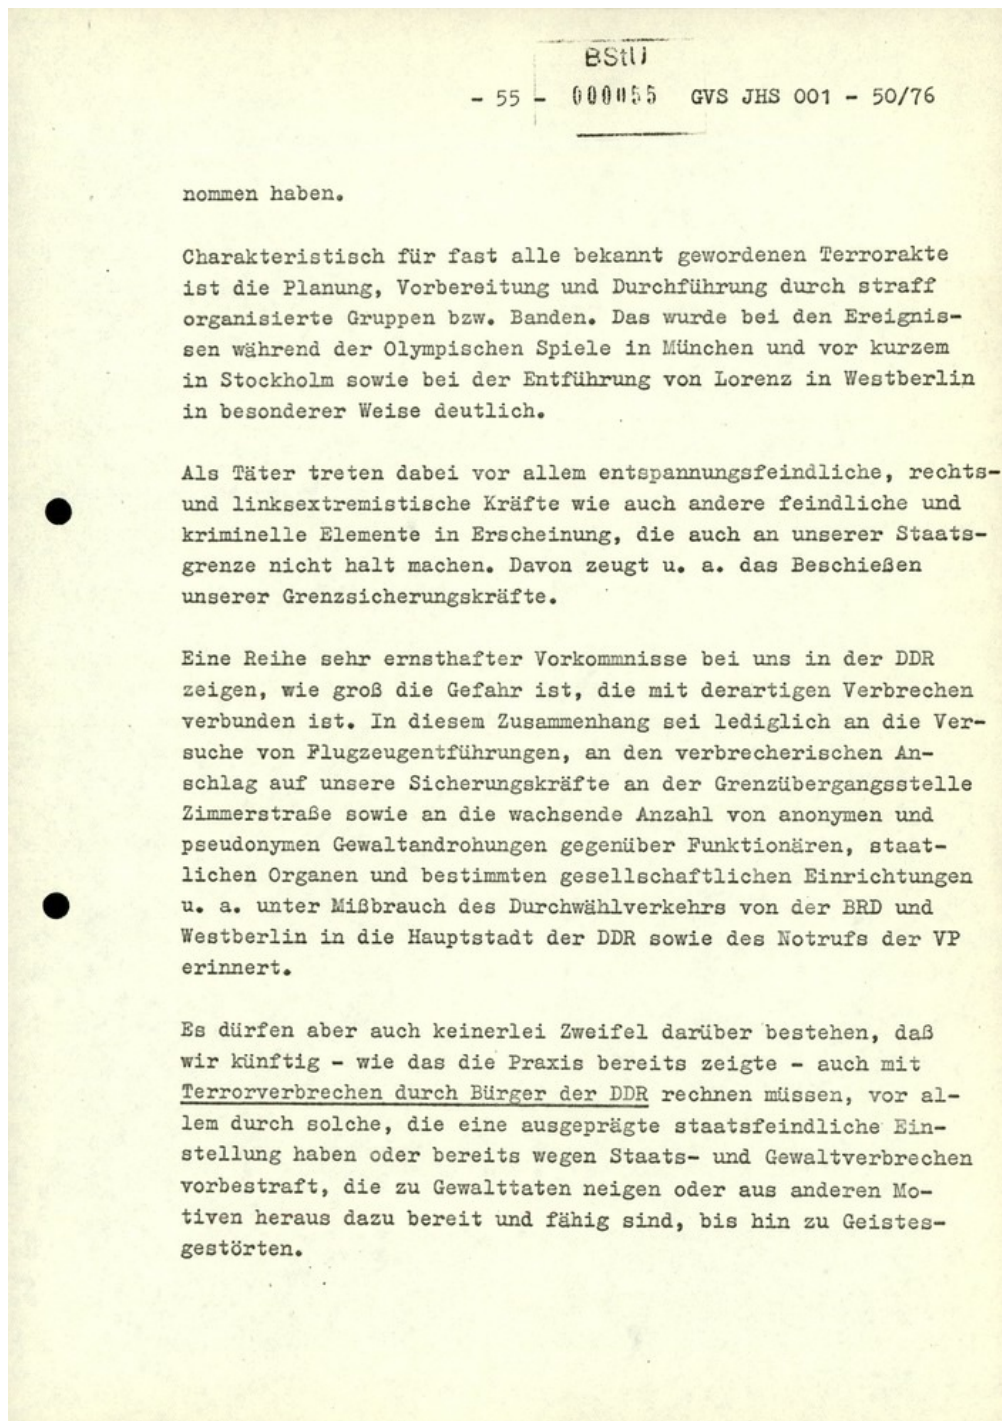 BStU
- 55 - 000055 GVS JHS 001 - 50/76
nommen haben.
Charakteristisch für fast alle bekannt gewordenen Terrorakte
ist die Planung, Vorbereitung und Durchführung durch straff
organisierte Gruppen bzw. Banden. Das wurde bei den Ereignis-
sen während der Olympischen Spiele in München und vor kurzem
in Stockholm sowie bei der Entführung von Lorenz in Westberlin
in besonderer Weise deutlich.
Als Täter treten dabei vor allem entspannungsfeindliche, rechts-
und linksextremistische Kräfte wie auch andere feindliche und
kriminelle Elemente in Erscheinung, die auch an unserer Staats-
grenze nicht halt machen. Davon zeugt u. a. das Beschießen
unserer Grenzsicherungskräfte.
Eine Reihe sehr ernsthafter Vorkommnisse bei uns in der DDR
zeigen, wie groß die Gefahr ist, die mit derartigen Verbrechen
verbunden ist. In diesem Zusammenhang sei lediglich an die Ver-
suche von Flugzeugentführungen, an den verbrecherischen An-
schlag auf unsere Sicherungskräfte an der Grenzübergangsstelle
Zimmerstraße sowie an die wachsende Anzahl von anonymen und
pseudonymen Gewaltandrohungen gegenüber Funktionären, staat-
lichen Organen und bestimmten gesellschaftlichen Einrichtungen
u. a. unter Mißbrauch des Durchwählverkehrs von der BRD und
Westberlin in die Hauptstadt der DDR sowie des Notrufs der VP
erinnert.
Es dürfen aber auch keinerlei Zweifel darüber bestehen, daß
wir künftig - wie das die Praxis bereits zeigte - auch mit
Terrorverbrechen durch Bürger der DDR rechnen müssen, vor al-
lem durch solche, die eine ausgeprägte staatsfeindliche Ein-
stellung haben oder bereits wegen Staats- und Gewaltverbrechen
vorbestraft, die zu Gewalttaten neigen oder aus anderen Mo-
tiven heraus dazu bereit und fähig sind, bis hin zu Geistes-
gestörten.